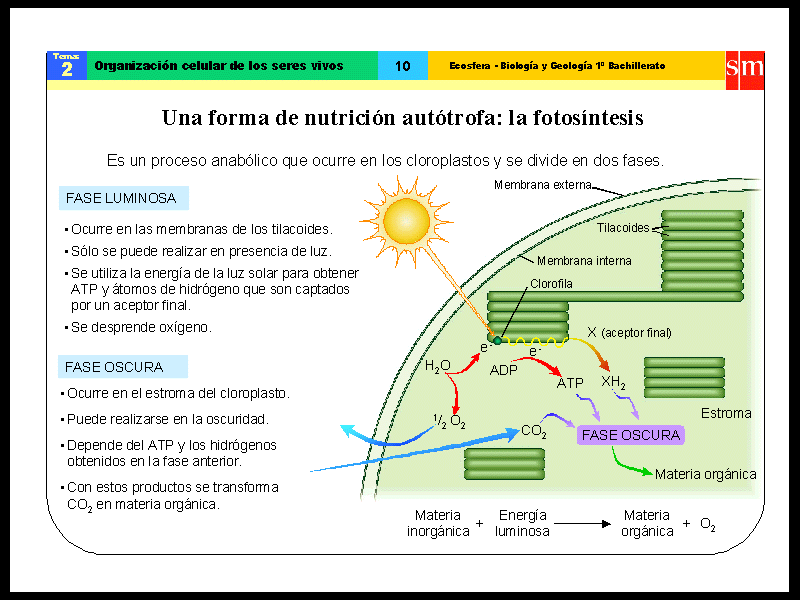 Tema
2
Organización celular de los seres vivos
10
Ecosfera - Biología y Geología 1º Bachillerato
sm
Una forma de nutrición autótrofa: la fotosíntesis
Es un proceso anabólico que ocurre en los cloroplastos y se divide en dos fases.
FASE LUMINOSA
• Ocurre en las membranas de los tilacoides.
• Sólo se puede realizar en presencia de luz.
• Se utiliza la energía de la luz solar para obtener
ATP y átomos de hidrógeno que son captados
por un aceptor final.
• Se desprende oxígeno.
FASE OSCURA
• Ocurre en el estroma del cloroplasto.
• Puede realizarse en la oscuridad.
• Depende del ATP y los hidrógenos
obtenidos en la fase anterior.
• Con estos productos se transforma
CO2 en materia orgánica.
Membrana externa
Tilacoides
Membrana interna
Clorofila
X (aceptor final)
e-
e-
H2O
ADP
ATP
XH2
Estroma
1/2 O2
CO2
FASE OSCURA
Materia orgánica
Materia
inorgánica
+
Energía
luminosa
Materia
orgánica
+ O2